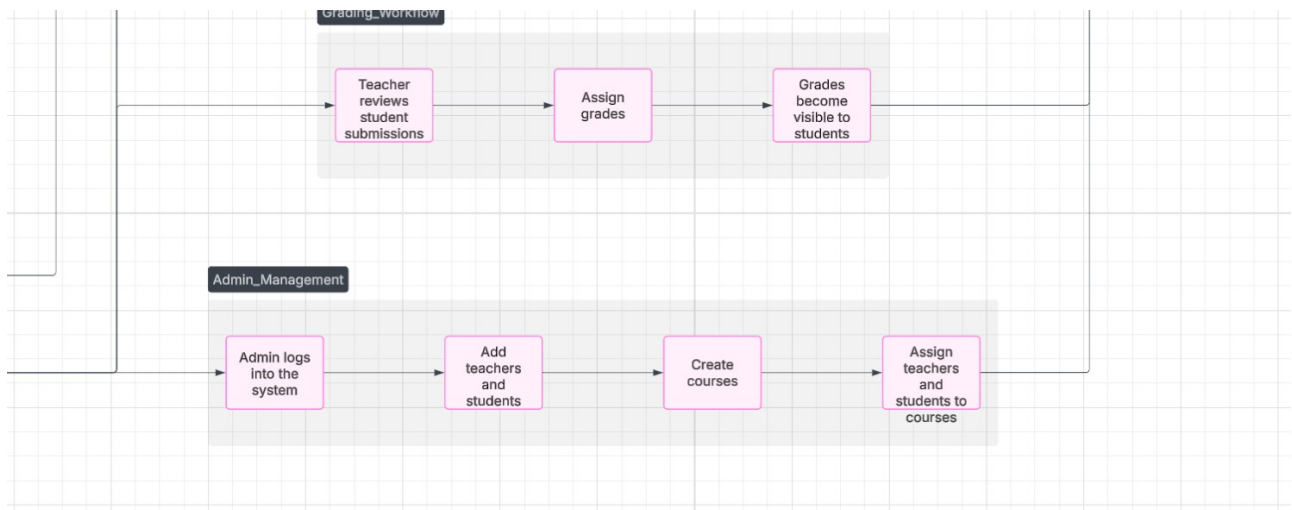 Grading_Workflow
Teacher
reviews
student
submissions
Assign
grades
Grades
become
visible to
students
Admin_Management
Admin logs
into the
system
Add
teachers
and
students
Create
courses
Assign
teachers
and
students to
courses